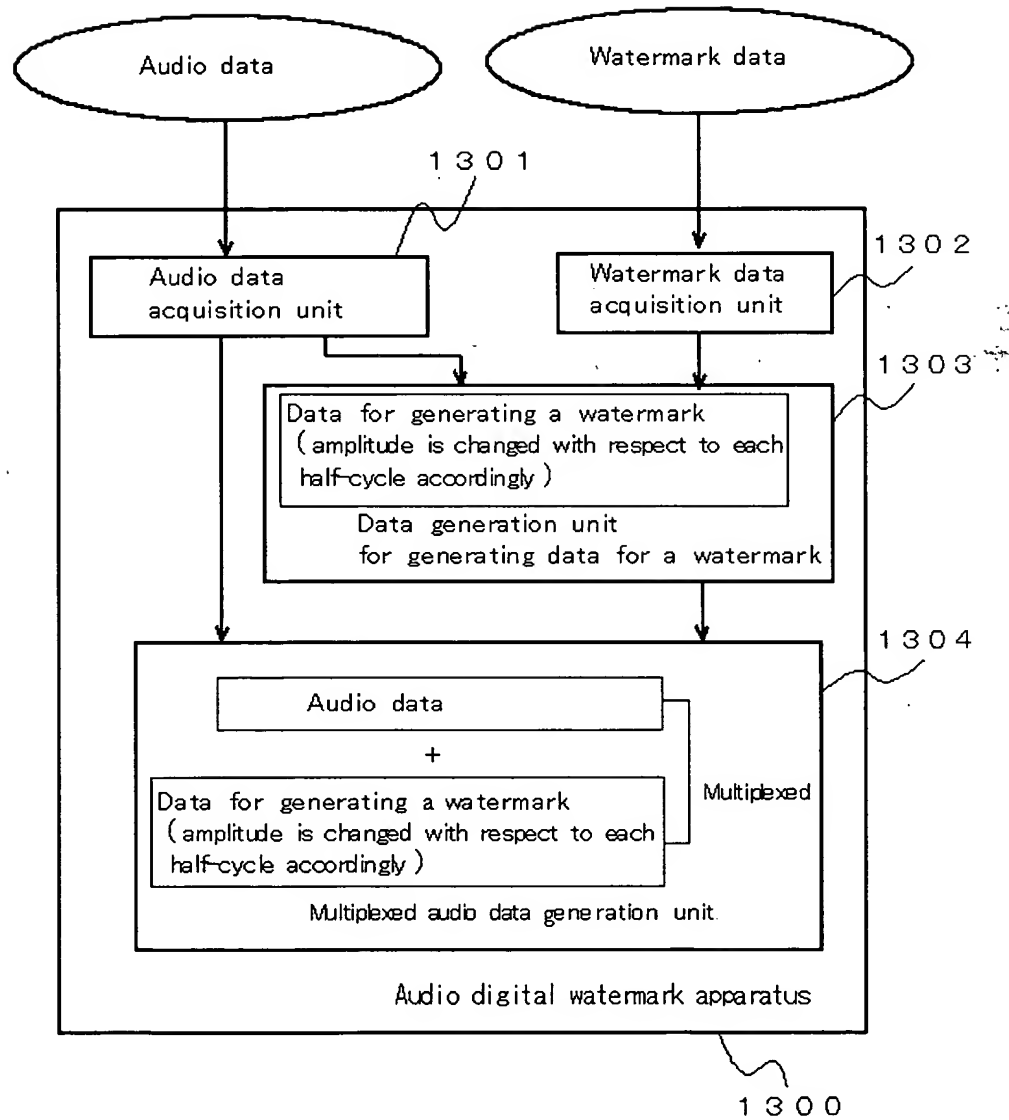 Audio data
Watermark data
1301
Audio data
acquisition unit
1302
Watermark data
acquisition unit
1303
Data for generating a watermark
(amplitude is changed with respect to each
half-cycle accordingly)
Data generation unit
for generating data for a watermark
1304
Audio data
+
Multiplexed
Data for generating a watermark
(amplitude is changed with respect to each
half-cycle accordingly)
Multiplexed audio data generation unit
Audio digital watermark apparatus
1300